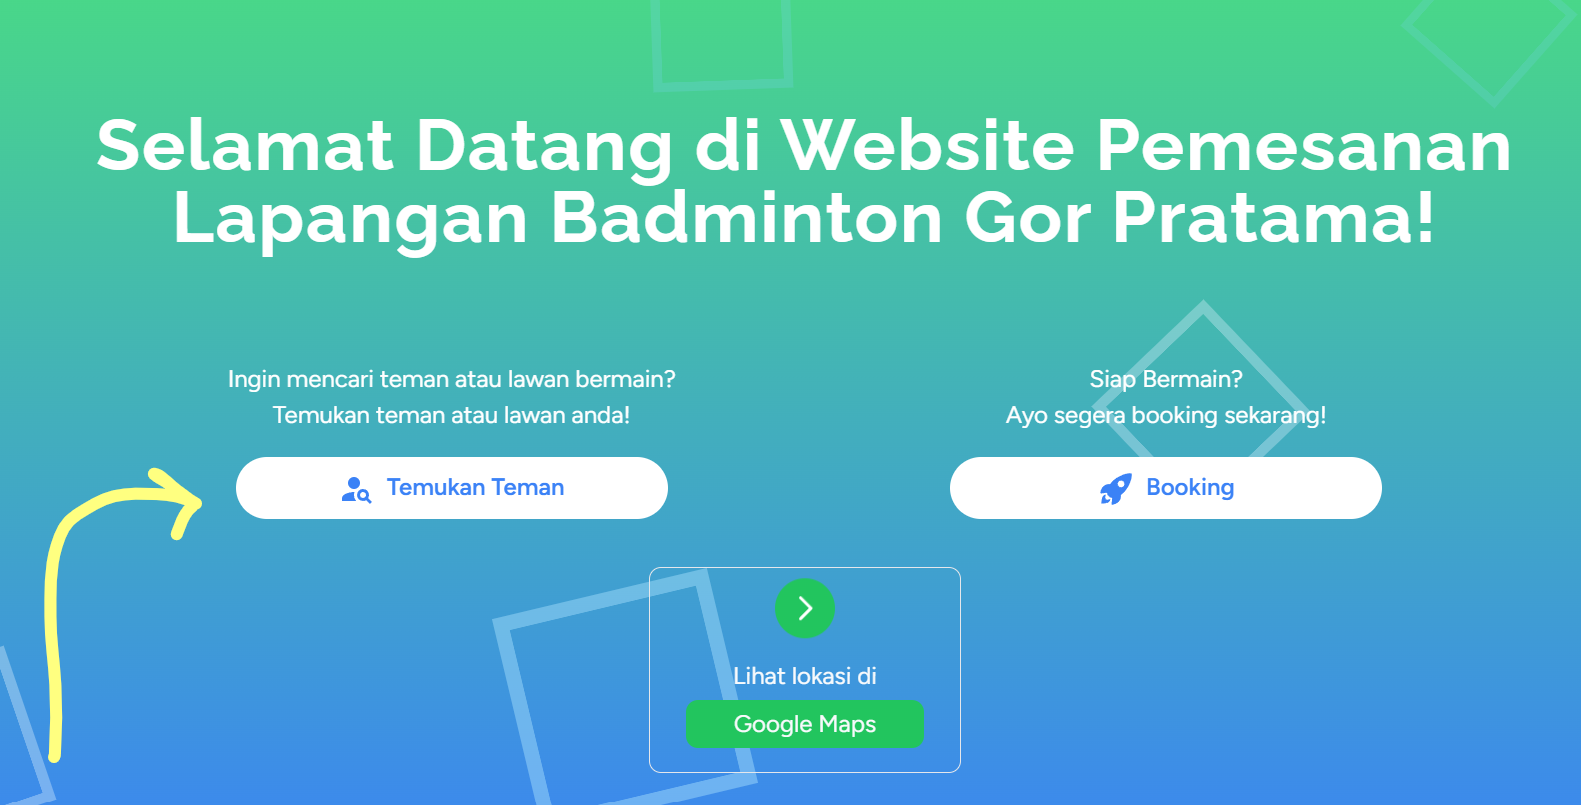 Selamat Datang di Website Pemesanan
Lapangan Badminton Gor Pratama!
Ingin mencari teman atau lawan bermain?
Temukan teman atau lawan anda!
Temukan Teman
Siap Bermain?
Ayo segera booking sekarang!
Booking
Lihat lokasi di
Google Maps